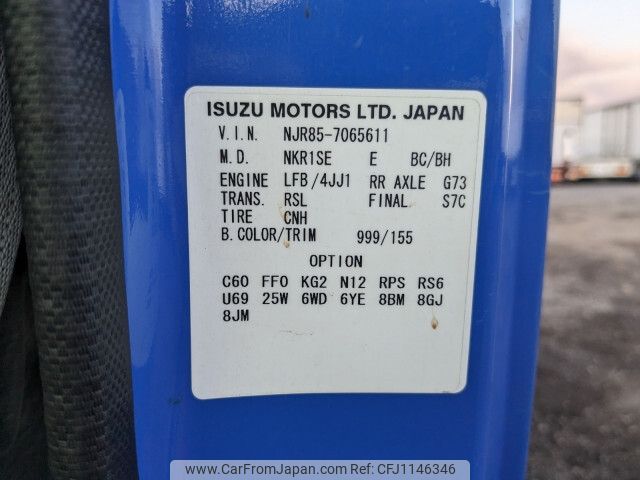 ISUZU MOTORS LTD. JAPAN
V.I.N. NJR85-7065611
M.D. NKR1SE E BC/BH
ENGINE LFB/4JJ1 RR AXLE G73
TRANS. RSL FINAL S7C
TIRE CNH
B.COLOR/TRIM 999/155
OPTION
C60 FF0 KG2 N12 RPS RS6
U69 25W 6WD 6YE 8BM 8GJ
8JM
www.CarFromJapan.com | CFJ1146346